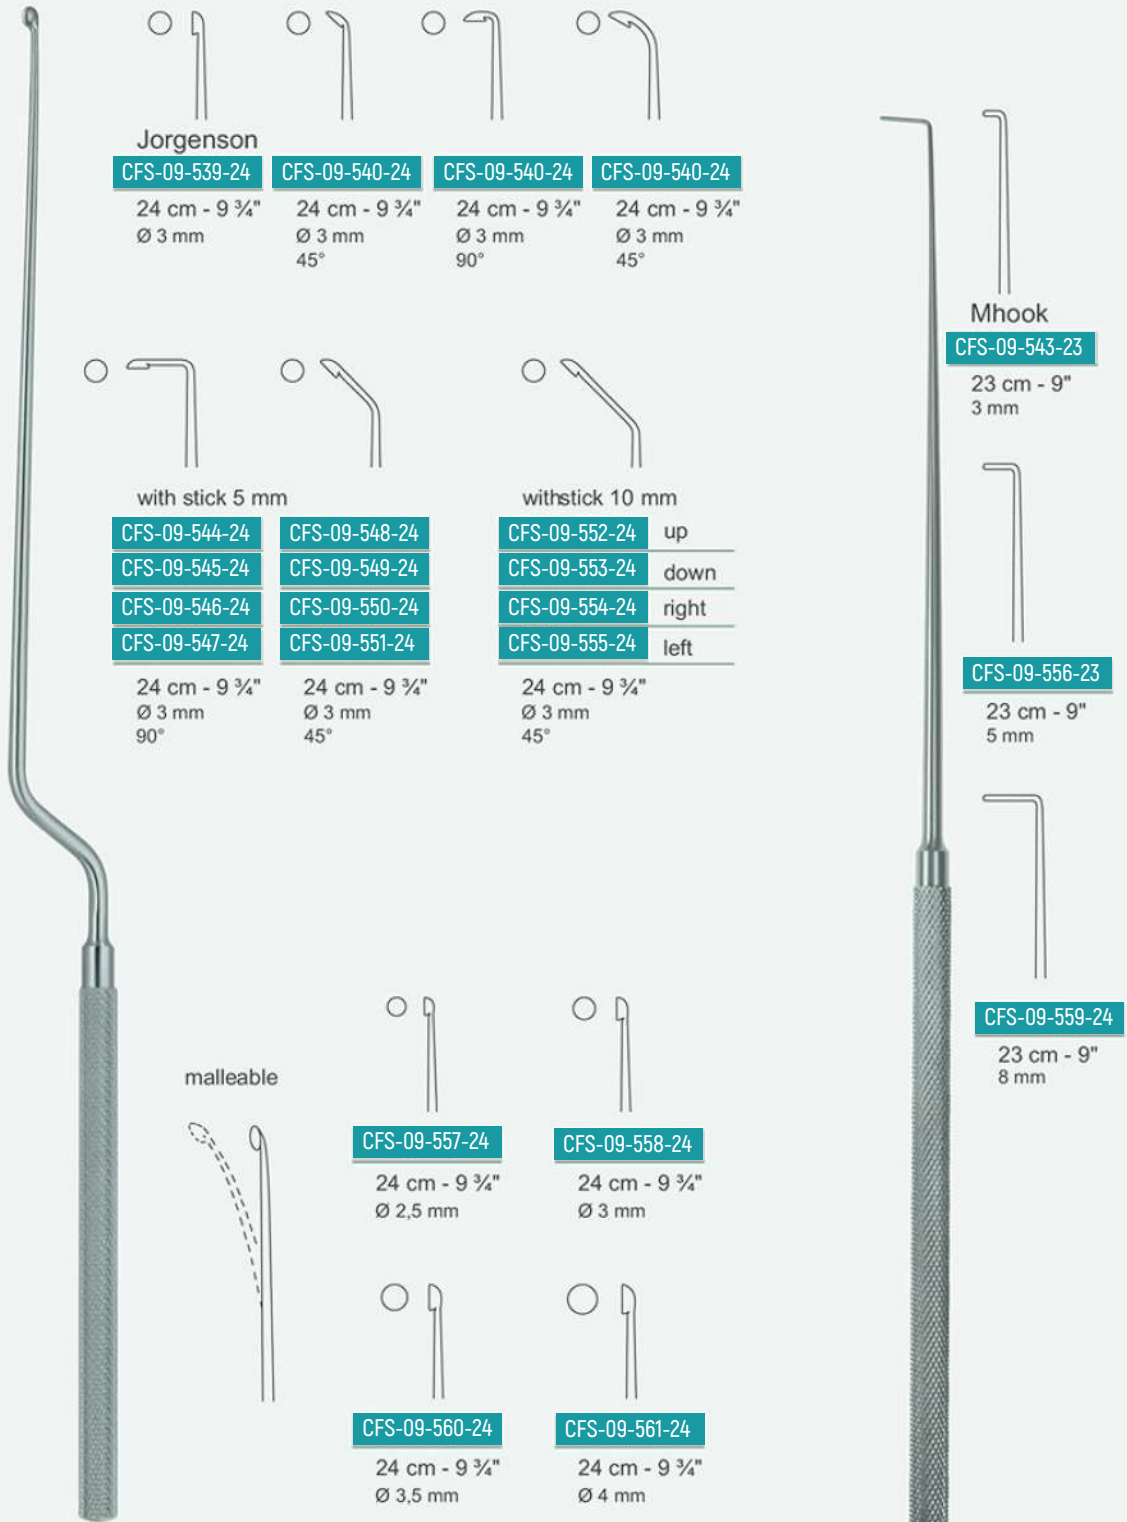 Jorgenson
CFS-09-539-24 CFS-09-540-24 CFS-09-540-24 CFS-09-540-24
24 cm - 9 ¾" 24 cm - 9 ¾" 24 cm - 9 ¾" 24 cm - 9 ¾"
Ø 3 mm Ø 3 mm Ø 3 mm Ø 3 mm
45° 90° 45°
Mhook
CFS-09-543-23
23 cm - 9"
3 mm
with stick 5 mm withstick 10 mm
CFS-09-544-24 CFS-09-548-24 CFS-09-552-24 up
CFS-09-545-24 CFS-09-549-24 CFS-09-553-24 down
CFS-09-546-24 CFS-09-550-24 CFS-09-554-24 right
CFS-09-547-24 CFS-09-551-24 CFS-09-555-24 left
24 cm - 9 ¾" 24 cm - 9 ¾" 24 cm - 9 ¾"
Ø 3 mm Ø 3 mm Ø 3 mm
90° 45° 45°
CFS-09-556-23
23 cm - 9"
5 mm
CFS-09-559-24
23 cm - 9"
8 mm
malleable
CFS-09-557-24 CFS-09-558-24
24 cm - 9 ¾" 24 cm - 9 ¾"
Ø 2,5 mm Ø 3 mm
CFS-09-560-24 CFS-09-561-24
24 cm - 9 ¾" 24 cm - 9 ¾"
Ø 3,5 mm Ø 4 mm